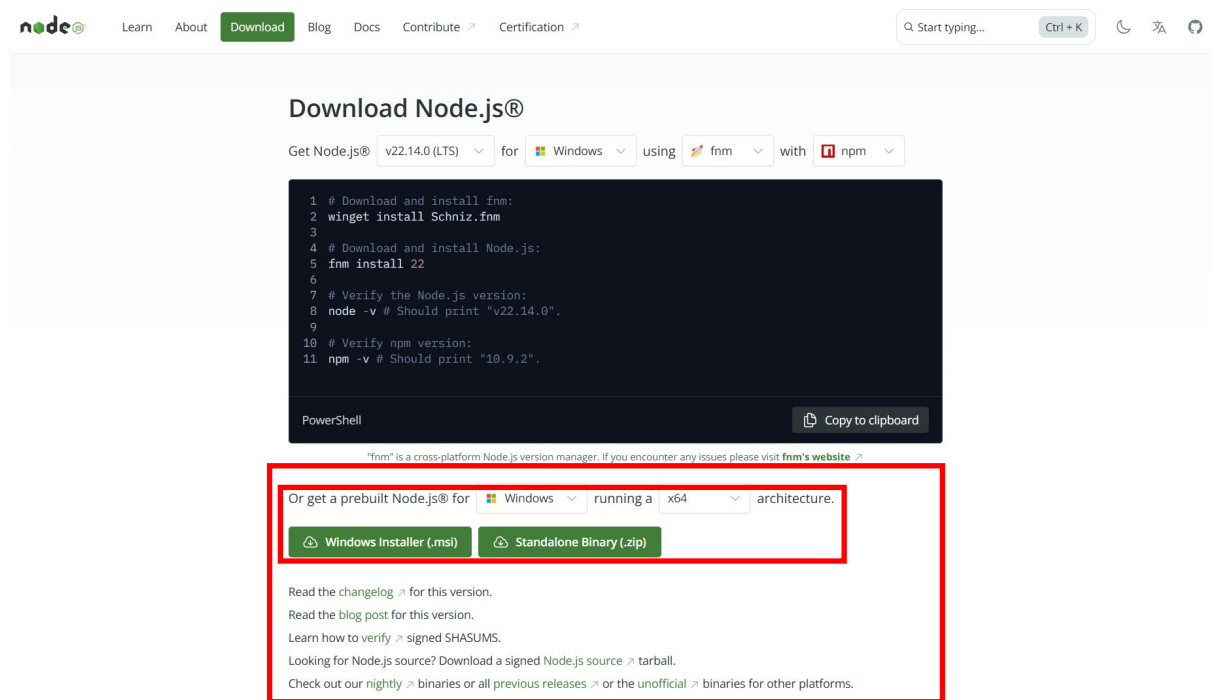 node®
Learn About Download Blog Docs Contribute Certification Start typing... Ctrl + K
Download Node.js®
Get Node.js® v22.14.0 (LTS) for Windows using fnm with npm
1 # Download and install fnm:
2 winget install Schniz.fnm
3
4 # Download and install Node.js:
5 fnm install 22
6
7 # Verify the Node.js version:
8 node -v # Should print "v22.14.0".
9
10 # Verify npm version:
11 npm -v # Should print "10.9.2".
PowerShell Copy to clipboard
"fnm" is a cross-platform Node.js version manager. If you encounter any issues please visit fnm's website
Or get a prebuilt Node.js® for Windows running a x64 architecture.
Windows Installer (.msi) Standalone Binary (.zip)
Read the changelog for this version.
Read the blog post for this version.
Learn how to verify signed SHASUMS.
Looking for Node.js source? Download a signed Node.js source tarball.
Check out our nightly binaries or all previous releases or the unofficial binaries for other platforms.